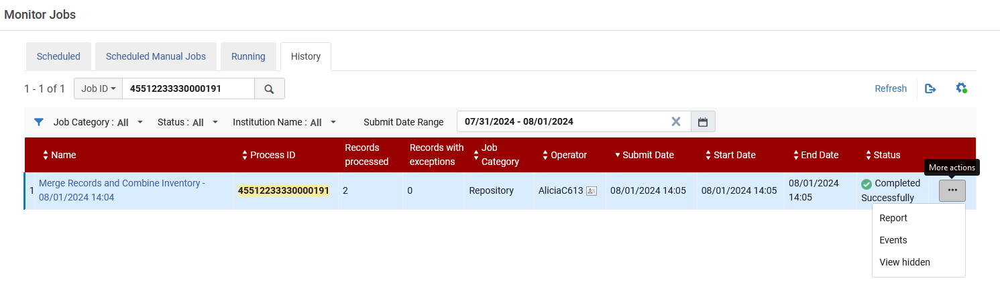 Monitor Jobs
Scheduled Scheduled Manual Jobs Running History
1 - 1 of 1 Job ID 45512233330000191 Refresh
Job Category : All Status : All Institution Name : All Submit Date Range 07/31/2024 - 08/01/2024
Name Process ID Records processed Records with exceptions Job Category Operator Submit Date Start Date End Date Status
More actions
1 Merge Records and Combine Inventory - 08/01/2024 14:04 45512233330000191 2 0 Repository AliciaC613 08/01/2024 14:05 08/01/2024 14:05 08/01/2024 14:05 Completed Successfully
Report
Events
View hidden